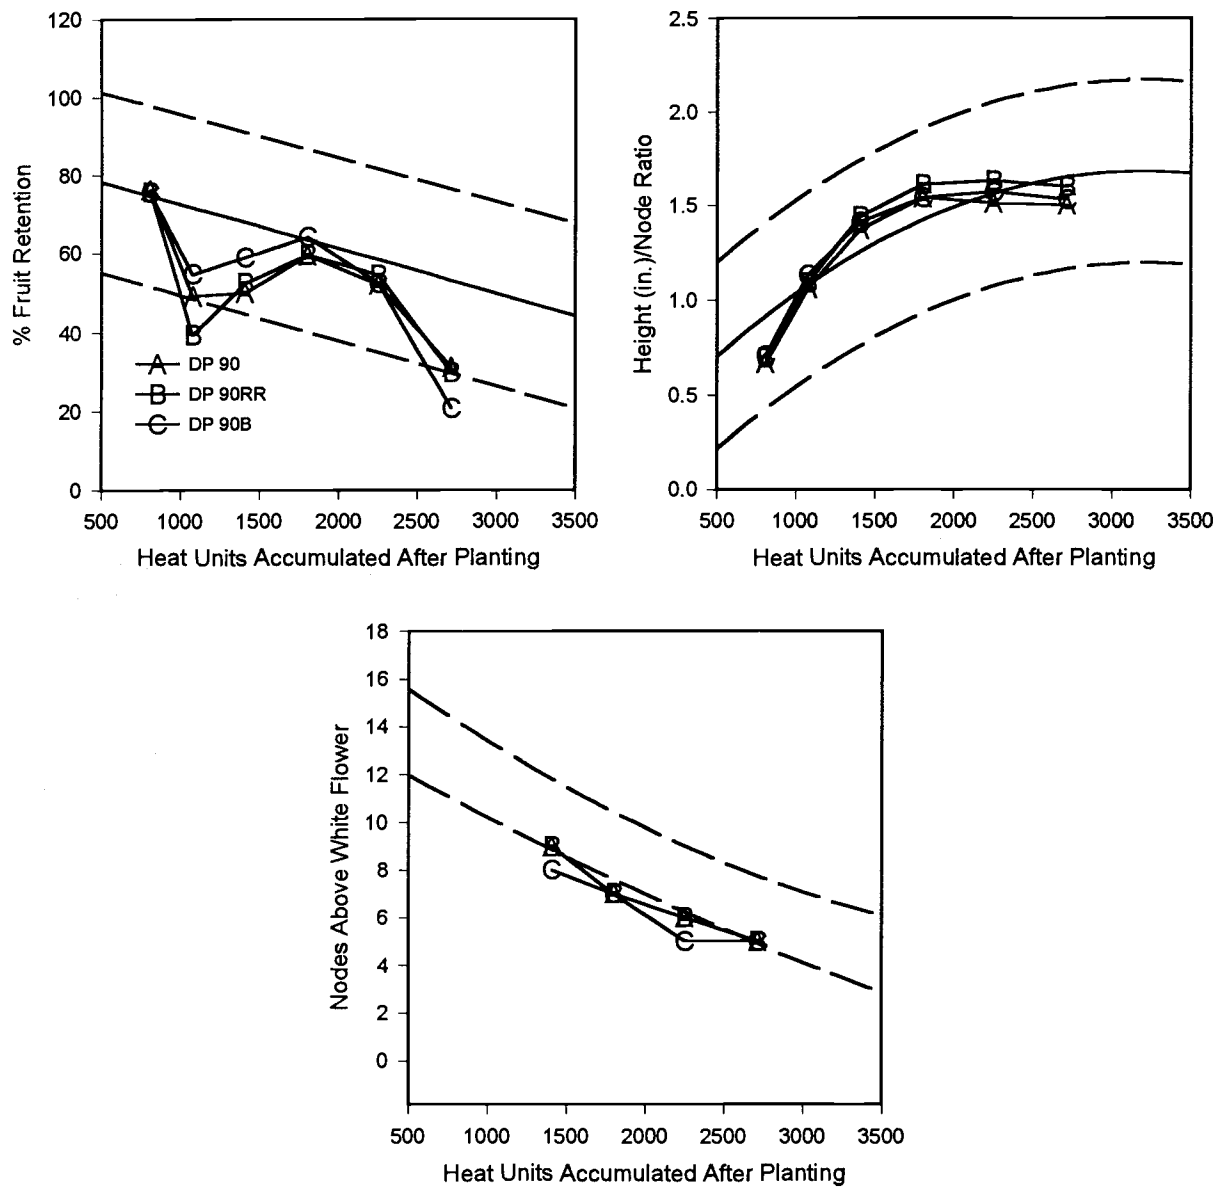 120
100
80
60
40
20
0
% Fruit Retention
A DP 90
B DP 90RR
C DP 90B
500 1000 1500 2000 2500 3000 3500
Heat Units Accumulated After Planting
2.5
2.0
1.5
1.0
0.5
0.0
Height (in.)/Node Ratio
500 1000 1500 2000 2500 3000 3500
Heat Units Accumulated After Planting
18
16
14
12
10
8
6
4
2
0
Nodes Above White Flower
500 1000 1500 2000 2500 3000 3500
Heat Units Accumulated After Planting